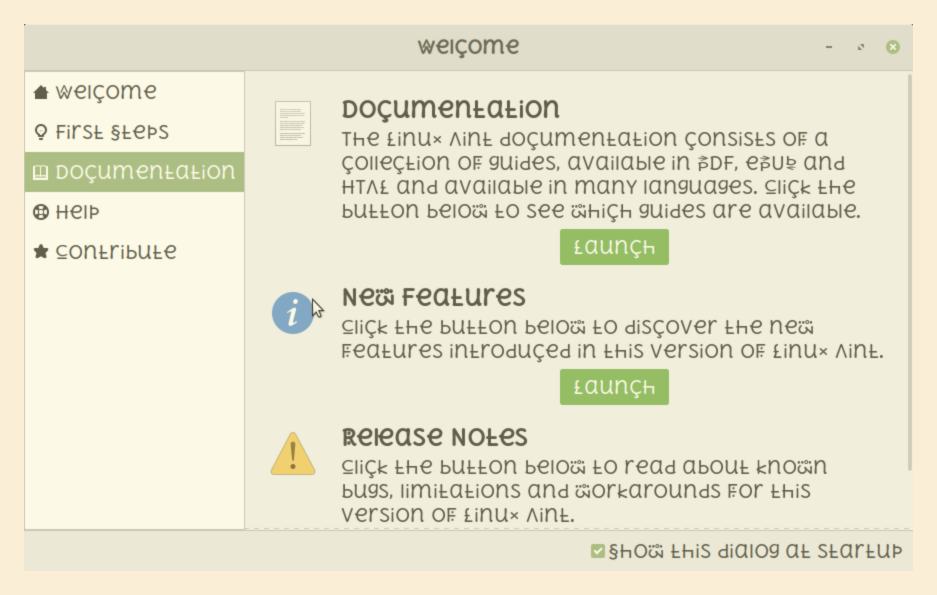 Welcome
Welcome
First Steps
Documentation
Help
Contribute
Documentation
The Linux Mint documentation consists of a
collection of guides, available in PDF, ePUB and
HTML and available in many languages. Click the
button below to see which guides are available.
Launch
New Features
Click the button below to discover the new
features introduced in this version of Linux Mint.
Launch
Release Notes
Click the button below to read about known
bugs, limitations and workarounds for this
version of Linux Mint.
Show this dialog at startup